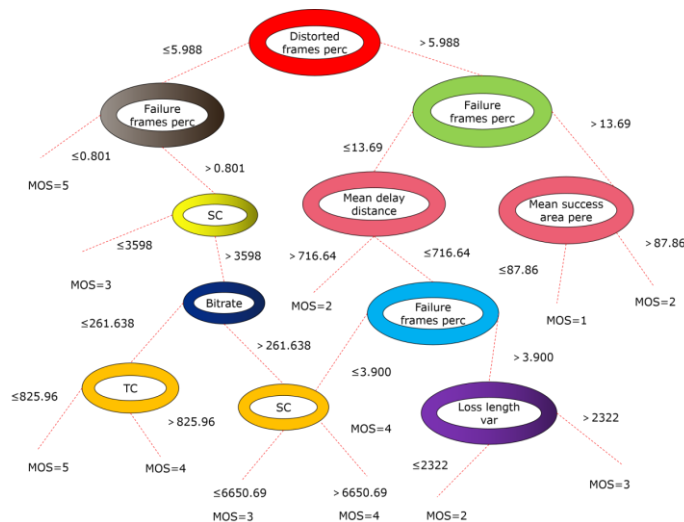 Distorted
frames perc
≤5.988
> 5.988
Failure
frames perc
Failure
frames perc
≤0.801
> 0.801
≤13.69
> 13.69
MOS=5
SC
Mean delay
distance
Mean success
area pere
≤3598
> 3598
> 716.64
≤716.64
≤87.86
> 87.86
MOS=3
Bitrate
MOS=2
Failure
frames perc
MOS=1
MOS=2
≤261.638
> 261.638
≤3.900
> 3.900
TC
≤825.96
> 825.96
SC
MOS=4
Loss length
var
> 2322
MOS=5
MOS=4
≤2322
MOS=3
≤6650.69
> 6650.69
MOS=3
MOS=4
MOS=2